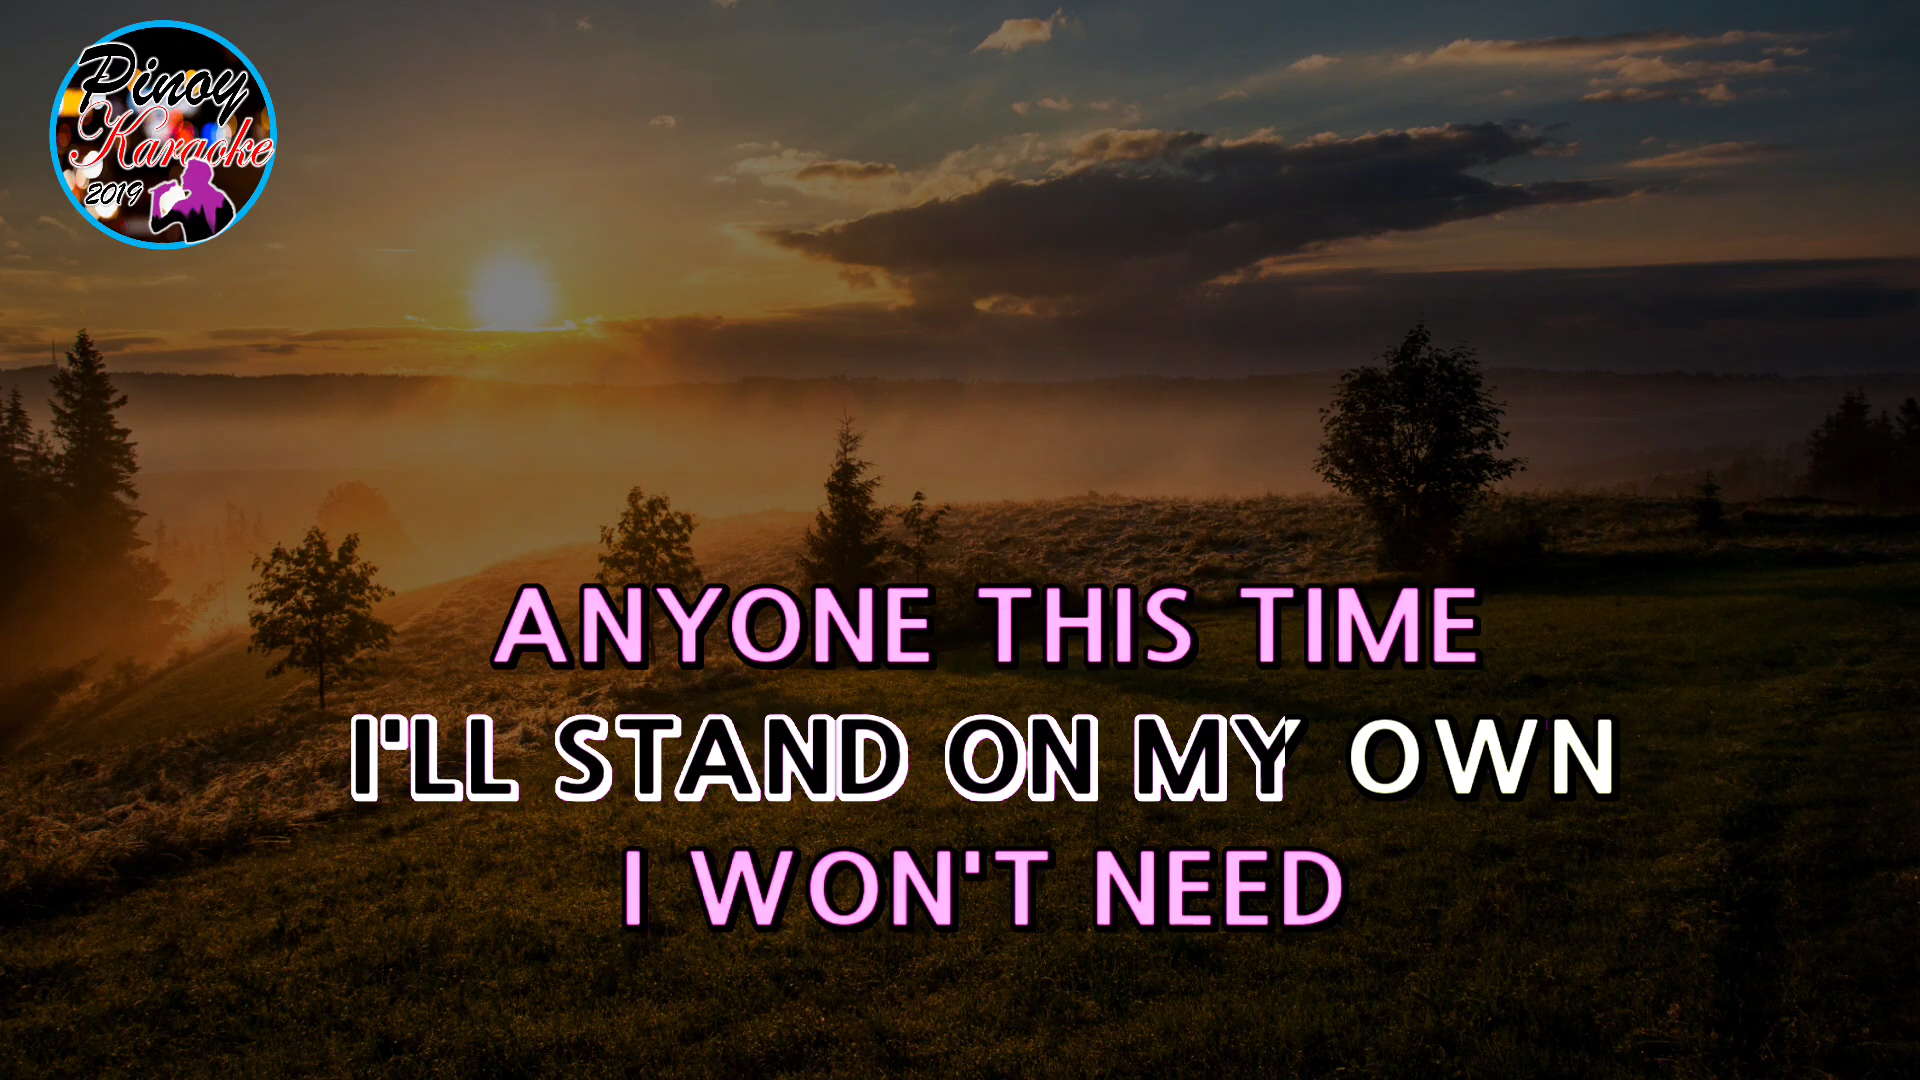 Pinoy
Karaoke
2019
ANYONE THIS TIME
I'LL STAND ON MY OWN
I WON'T NEED